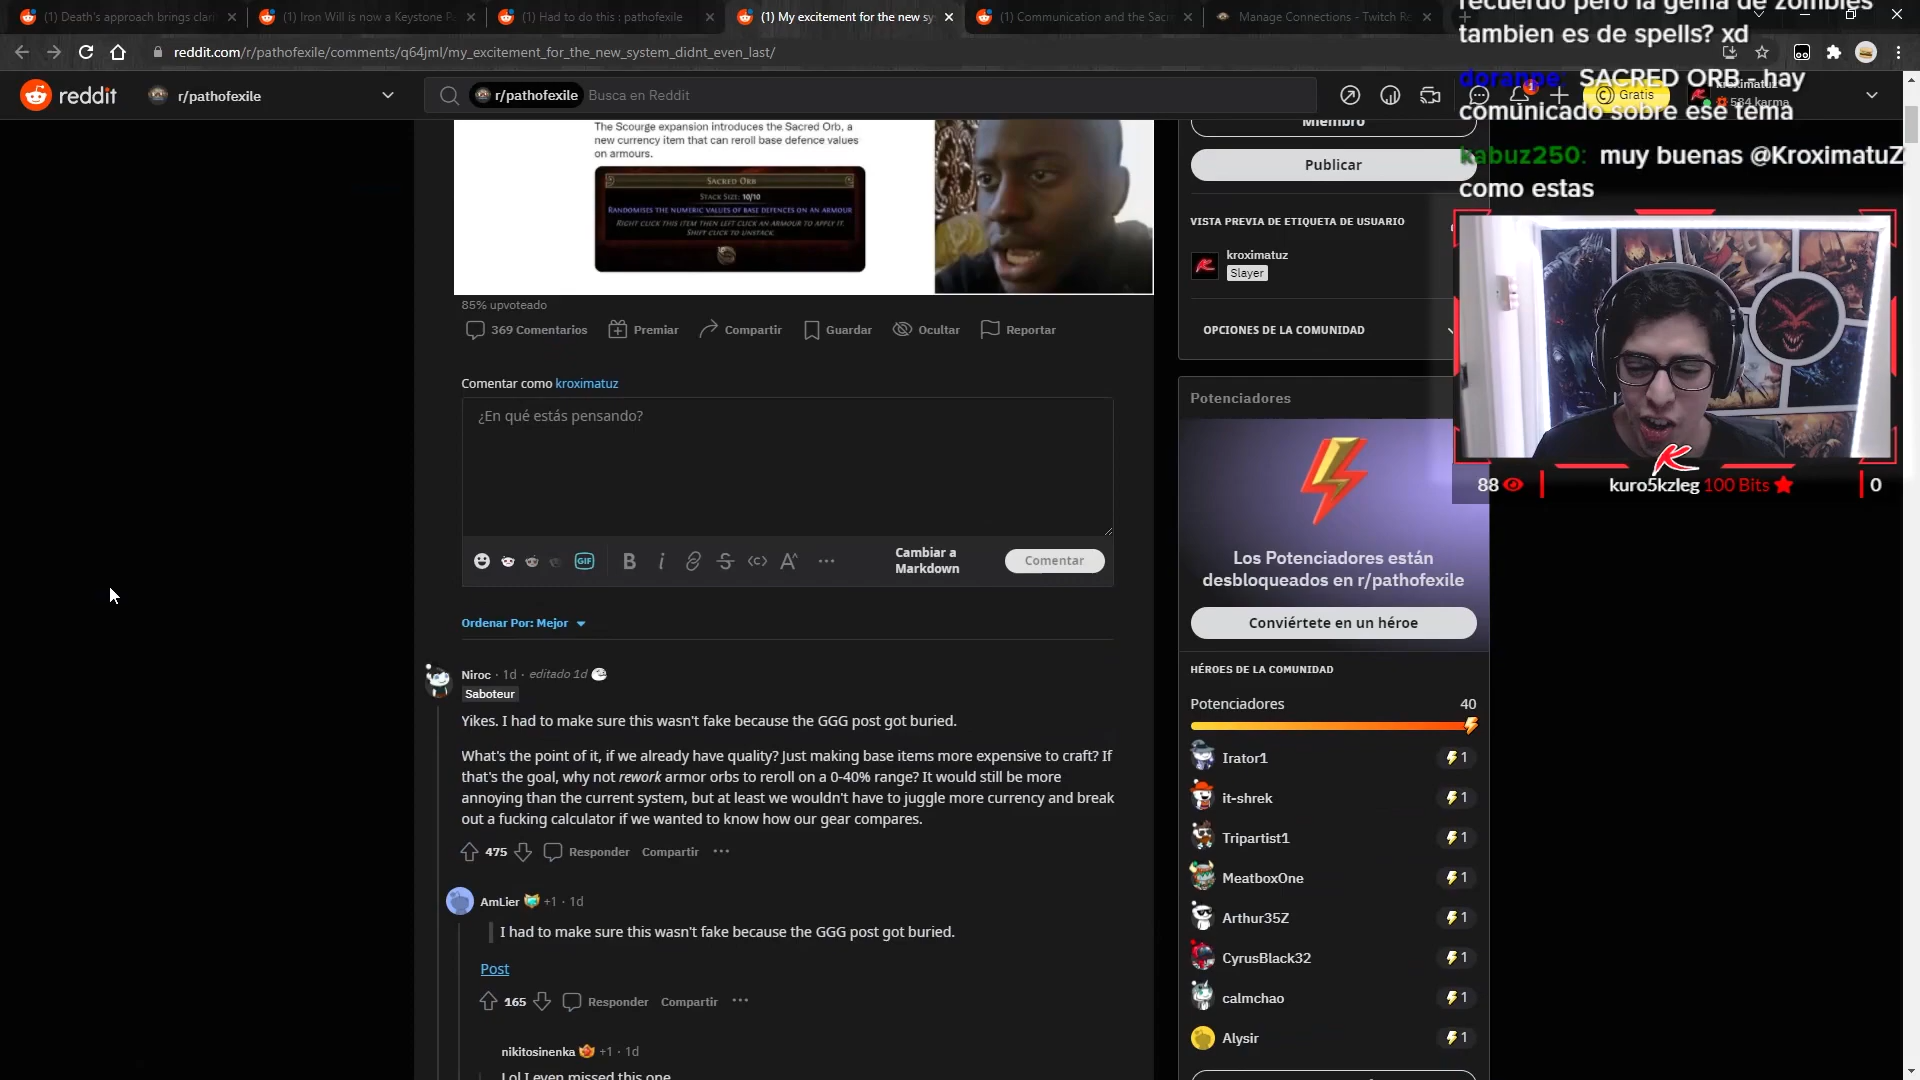 (1) Death's approach brings clari
(1) Iron Will is now a Keystone Pa
(1) Had to do this : pathofexile
(1) My excitement for the new sy
(1) Communication and the Sacr
Manage Connections - Twitch
reddit.com/r/pathofexile/comments/q64jml/my_excitement_for_the_new_system_didnt_even_last/
reddit
r/pathofexile
r/pathofexile
Busca en Reddit
1
Gratis
kroximatuz
534 karma
recuerdo pero la gema de zombies
tambien es de spells? xd
doranpe: SACRED ORB - hay
comunicado sobre ese tema
kabuz250: muy buenas @KroximatuZ
como estas
The Scourge expansion introduces the Sacred Orb, a
new currency item that can reroll base defence values
on armours.
SACRED ORB
STACK SIZE: 10/10
RANDOMISES THE NUMERIC VALUES OF BASE DEFENCES ON AN ARMOUR
RIGHT CLICK THIS ITEM THEN LEFT CLICK AN ARMOUR TO APPLY IT.
SHIFT CLICK TO UNSTACK.
85% upvoteado
369 Comentarios
Premiar
Compartir
Guardar
Ocultar
Reportar
Comentar como kroximatuz
¿En qué estás pensando?
GIF
B
i
Cambiar a
Markdown
Comentar
Ordenar Por: Mejor
Niroc · 1d · editado 1d
Saboteur
Yikes. I had to make sure this wasn't fake because the GGG post got buried.
What's the point of it, if we already have quality? Just making base items more expensive to craft? If
that's the goal, why not rework armor orbs to reroll on a 0-40% range? It would still be more
annoying than the current system, but at least we wouldn't have to juggle more currency and break
out a fucking calculator if we wanted to know how our gear compares.
475
Responder
Compartir
AmLier +1 · 1d
I had to make sure this wasn't fake because the GGG post got buried.
Post
165
Responder
Compartir
nikitosinenka +1 · 1d
Lol I even missed this one
Miembro
Publicar
VISTA PREVIA DE ETIQUETA DE USUARIO
kroximatuz
Slayer
OPCIONES DE LA COMUNIDAD
Potenciadores
Los Potenciadores están
desbloqueados en r/pathofexile
Conviértete en un héroe
HÉROES DE LA COMUNIDAD
Potenciadores 40
Irator1 1
it-shrek 1
Tripartist1 1
MeatboxOne 1
Arthur35Z 1
CyrusBlack32 1
calmchao 1
Alysir 1
88
kuro5kzleg 100 Bits
0